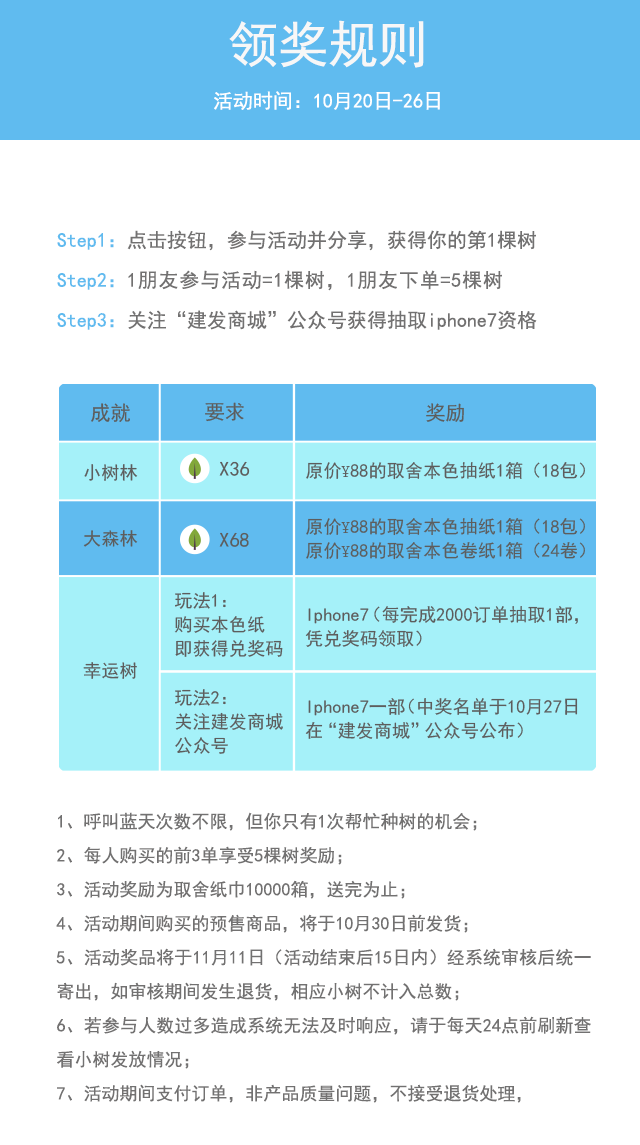 领奖规则
活动时间：10月20日-26日
Step1：点击按钮，参与活动并分享，获得你的第1棵树
Step2：1朋友参与活动=1棵树，1朋友下单=5棵树
Step3：关注“建发商城”公众号获得抽取iphone7资格
成就 要求 奖励
小树林 X36 原价¥88的取舍本色抽纸1箱（18包）
大森林 X68 原价¥88的取舍本色抽纸1箱（18包）
原价¥88的取舍本色卷纸1箱（24卷）
幸运树
玩法1：
购买本色纸
即获得兑奖码
Iphone7（每完成2000订单抽取1部，
凭兑奖码领取）
玩法2：
关注建发商城
公众号
Iphone7一部（中奖名单于10月27日
在“建发商城”公众号公布）
1、呼叫蓝天次数不限，但你只有1次帮忙种树的机会；
2、每人购买的前3单享受5棵树奖励；
3、活动奖励为取舍纸巾10000箱，送完为止；
4、活动期间购买的预售商品，将于10月30日前发货；
5、活动奖品将于11月11日（活动结束后15日内）经系统审核后统一
寄出，如审核期间发生退货，相应小树不计入总数；
6、若参与人数过多造成系统无法及时响应，请于每天24点前刷新查
看小树发放情况；
7、活动期间支付订单，非产品质量问题，不接受退货处理，